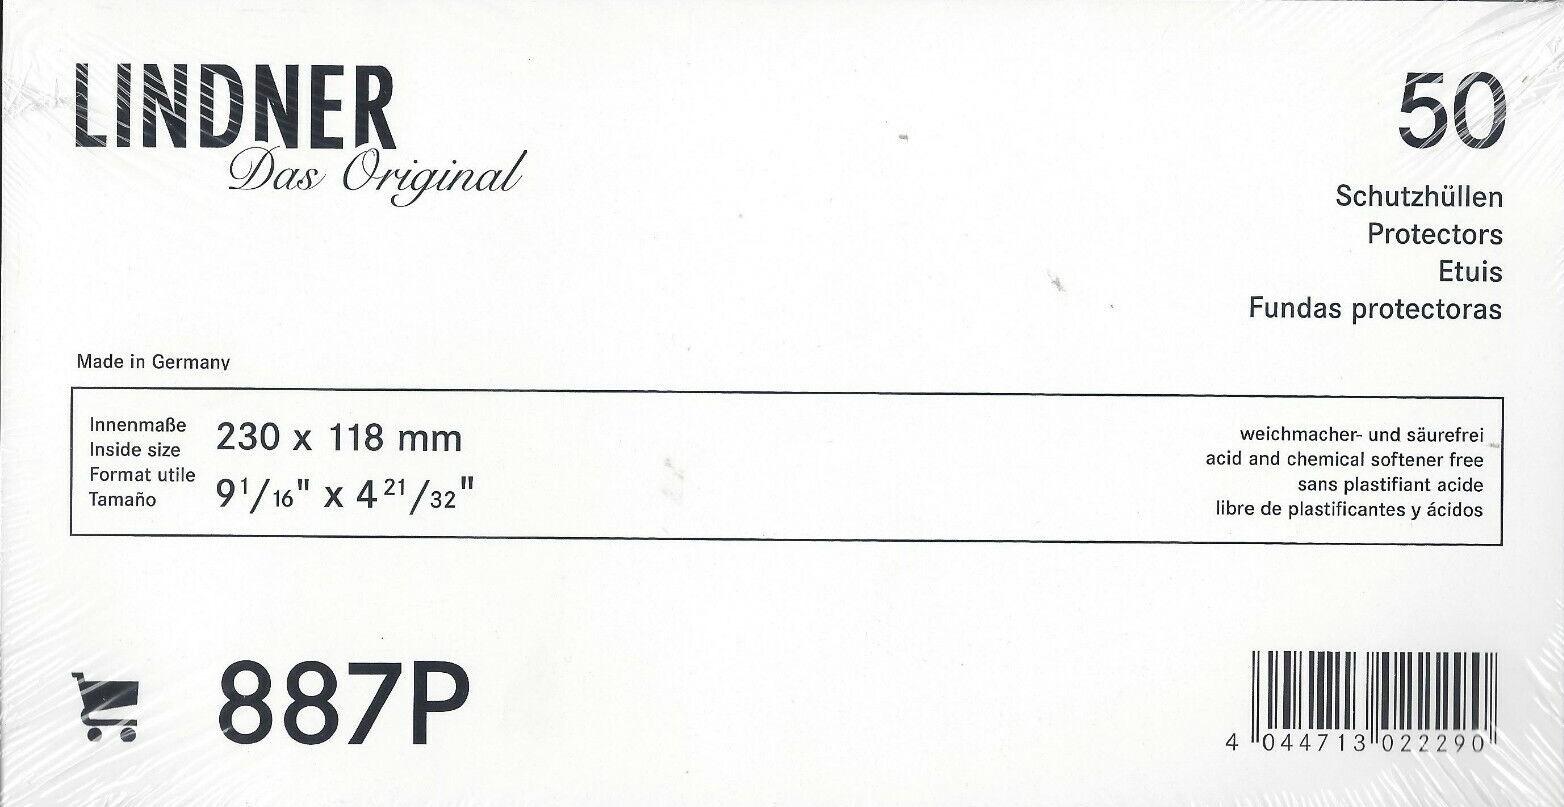 LINDNER
Das Original
50
Schutzhüllen
Protectors
Etuis
Fundas protectoras
Made in Germany
Innenmaße
Inside size
Format utile
Tamaño
230 x 118 mm
9 1/16" x 4 21/32"
weichmacher- und säurefrei
acid and chemical softener free
sans plastifiant acide
libre de plastificantes y ácidos
887P
4 044713 022290